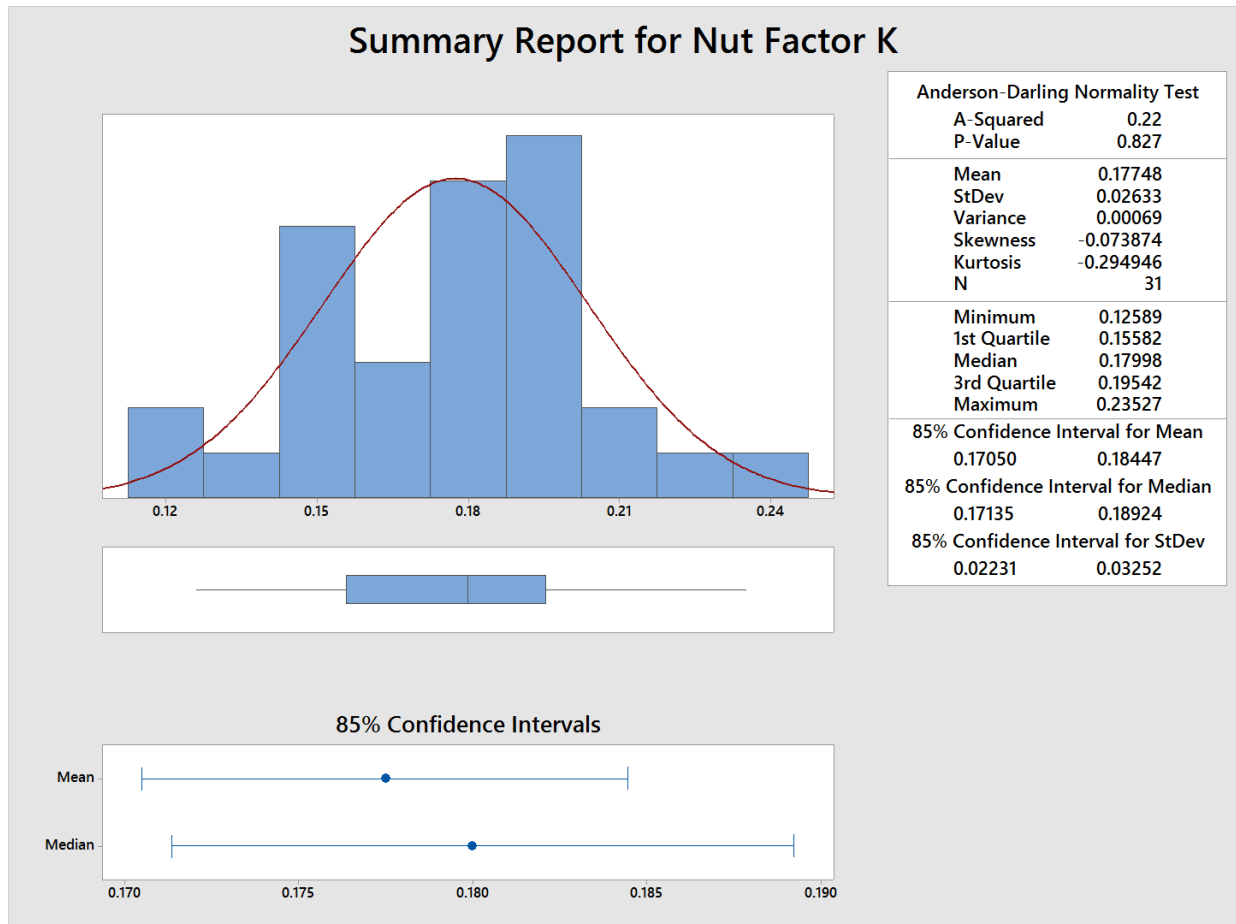 Summary Report for Nut Factor K
0.12 0.15 0.18 0.21 0.24
85% Confidence Intervals
Mean
Median
0.170 0.175 0.180 0.185 0.190
Anderson-Darling Normality Test
A-Squared 0.22
P-Value 0.827
Mean 0.17748
StDev 0.02633
Variance 0.00069
Skewness -0.073874
Kurtosis -0.294946
N 31
Minimum 0.12589
1st Quartile 0.15582
Median 0.17998
3rd Quartile 0.19542
Maximum 0.23527
85% Confidence Interval for Mean
0.17050 0.18447
85% Confidence Interval for Median
0.17135 0.18924
85% Confidence Interval for StDev
0.02231 0.03252